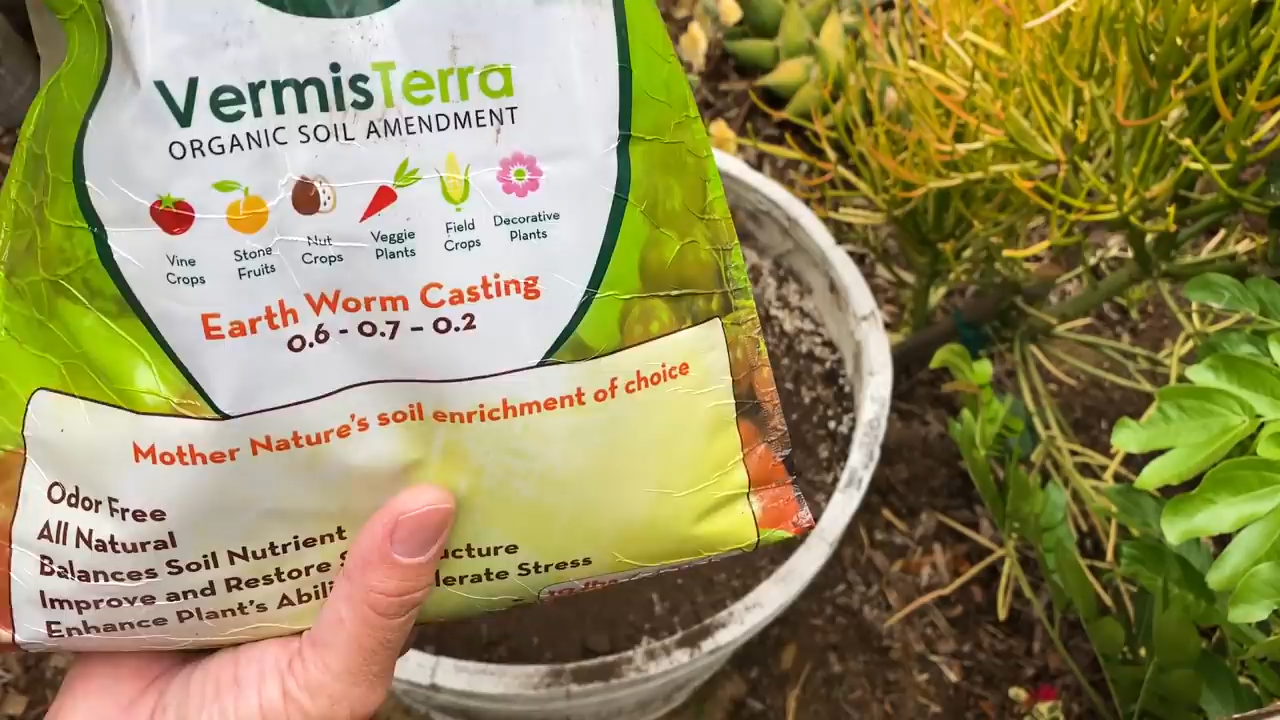 VermisTerra
ORGANIC SOIL AMENDMENT
Vine Crops
Stone Fruits
Nut Crops
Veggie Plants
Field Crops
Decorative Plants
Earth Worm Casting
0.6 - 0.7 - 0.2
Mother Nature's soil enrichment of choice
Odor Free
All Natural
Balances Soil Nutrient
Improve and Restore
Enhance Plant's Stress